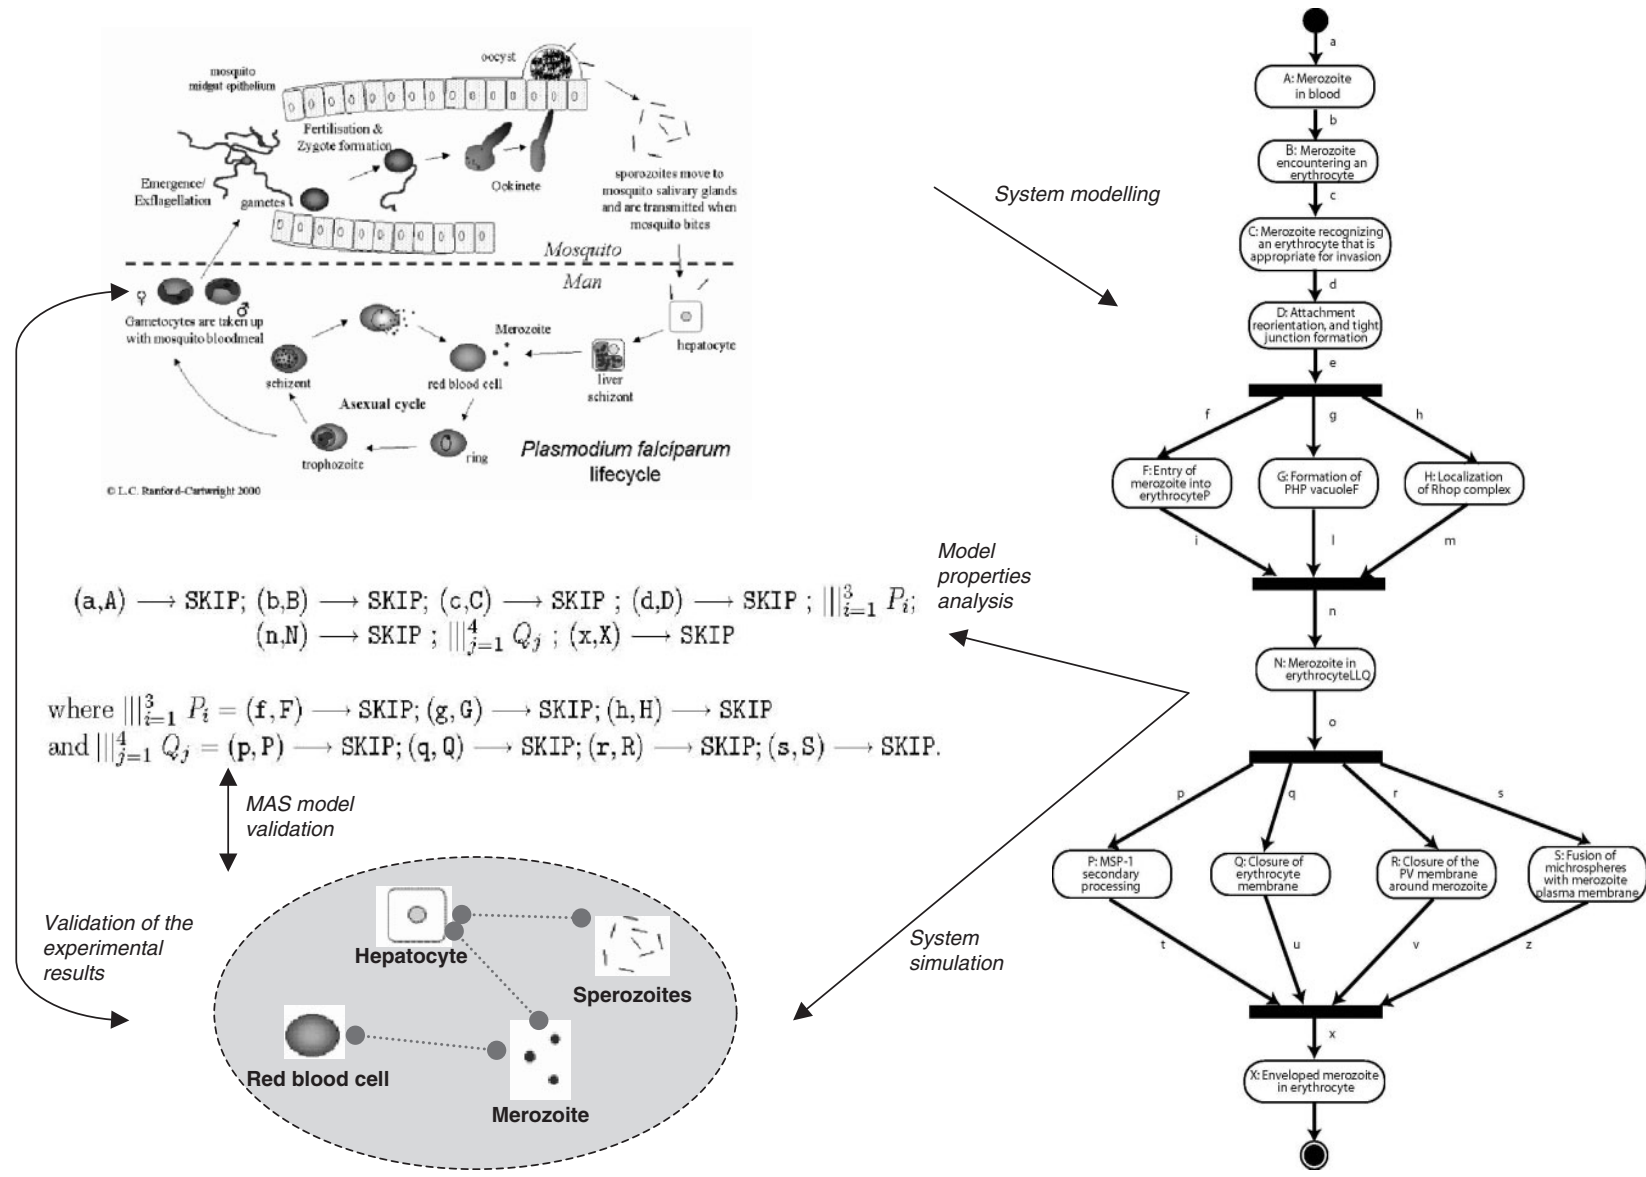 oocyst
mosquito
midgut epithelium
Fertilisation &
Zygote formation
Emergence/
Exflagellation
gametes
Ookinete
sporozoites move to
mosquito salivary glands
and are transmitted when
mosquito bites
Mosquito
Man
♀
♂
Gametocytes are taken up
with mosquito bloodmeal
Merozoite
hepatocyte
schizont
red blood cell
liver
schizont
Asexual cycle
trophozoite
ring
Plasmodium falciparum
lifecycle
© L.C. Ranford-Cartwright 2000
System modelling
Model
properties
analysis
(a,A) ⟶ SKIP; (b,B) ⟶ SKIP; (c,C) ⟶ SKIP ; (d,D) ⟶ SKIP ; |||³ᵢ₌₁ Pᵢ;
(n,N) ⟶ SKIP ; |||⁴ⱼ₌₁ Qⱼ ; (x,X) ⟶ SKIP
where |||³ᵢ₌₁ Pᵢ = (f,F) ⟶ SKIP; (g,G) ⟶ SKIP; (h,H) ⟶ SKIP
and |||⁴ⱼ₌₁ Qⱼ = (p,P) ⟶ SKIP; (q,Q) ⟶ SKIP; (r,R) ⟶ SKIP; (s,S) ⟶ SKIP.
MAS model
validation
Validation of the
experimental
results
System
simulation
Hepatocyte
Sperozoites
Red blood cell
Merozoite
a
A: Merozoite
in blood
b
B: Merozoite
encountering an
erythrocyte
c
C: Merozoite recognizing
an erythrocyte that is
appropriate for invasion
d
D: Attachment
reorientation, and tight
junction formation
e
f
g
h
F: Entry of
merozoite into
erythrocyteP
G: Formation of
PHP vacuoleF
H: Localization
of Rhop complex
i
l
m
n
N: Merozoite in
erythrocyteLLQ
o
p
q
r
s
P: MSP-1
secondary
processing
Q: Closure of
erythrocyte
membrane
R: Closure of the
PV membrane
around merozoite
S: Fusion of
michrospheres
with merozoite
plasma membrane
t
u
v
z
x
X: Enveloped merozoite
in erythrocyte